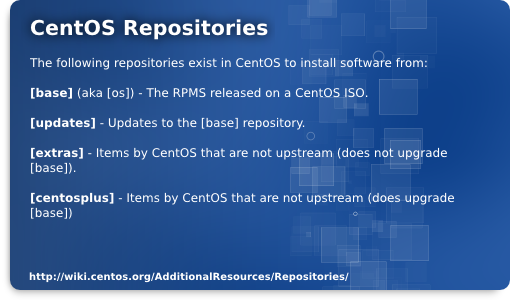 CentOS Repositories
The following repositories exist in CentOS to install software from:
[base] (aka [os]) - The RPMS released on a CentOS ISO.
[updates] - Updates to the [base] repository.
[extras] - Items by CentOS that are not upstream (does not upgrade
[base]).
[centosplus] - Items by CentOS that are not upstream (does upgrade
[base])
http://wiki.centos.org/AdditionalResources/Repositories/